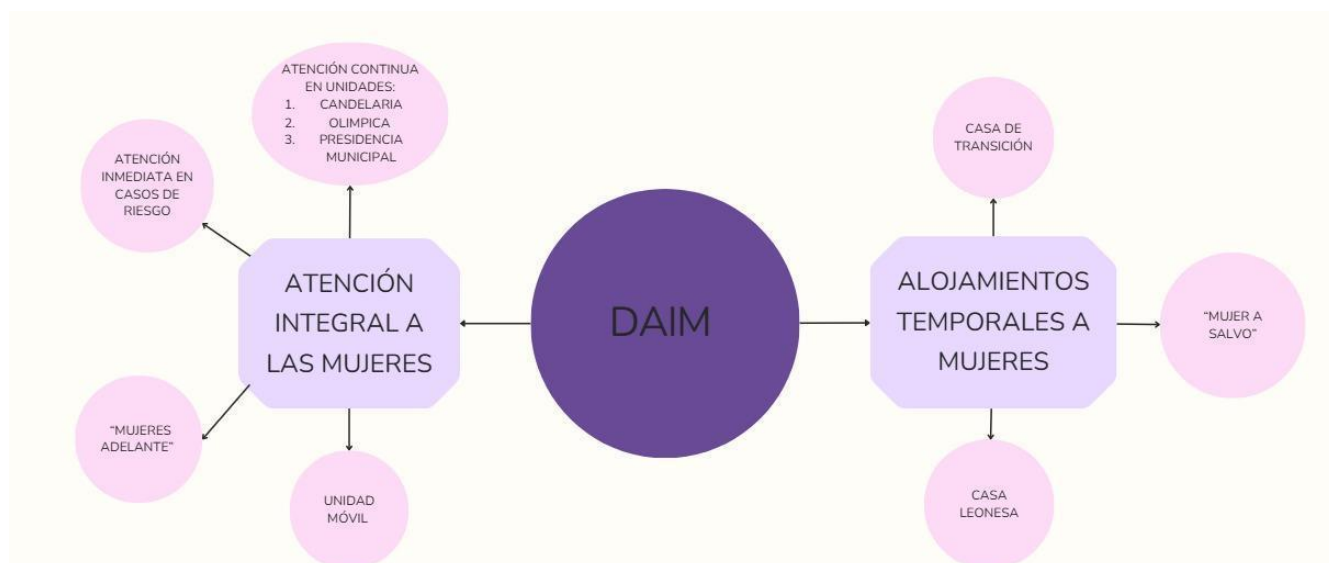 ATENCIÓN CONTINUA
EN UNIDADES:
1. CANDELARIA
2. OLIMPICA
3. PRESIDENCIA
MUNICIPAL
ATENCIÓN
INMEDIATA EN
CASOS DE
RIESGO
ATENCIÓN
INTEGRAL A
LAS MUJERES
“MUJERES
ADELANTE”
UNIDAD
MÓVIL
DAIM
CASA DE
TRANSICIÓN
ALOJAMIENTOS
TEMPORALES A
MUJERES
“MUJER A
SALVO”
CASA
LEONESA